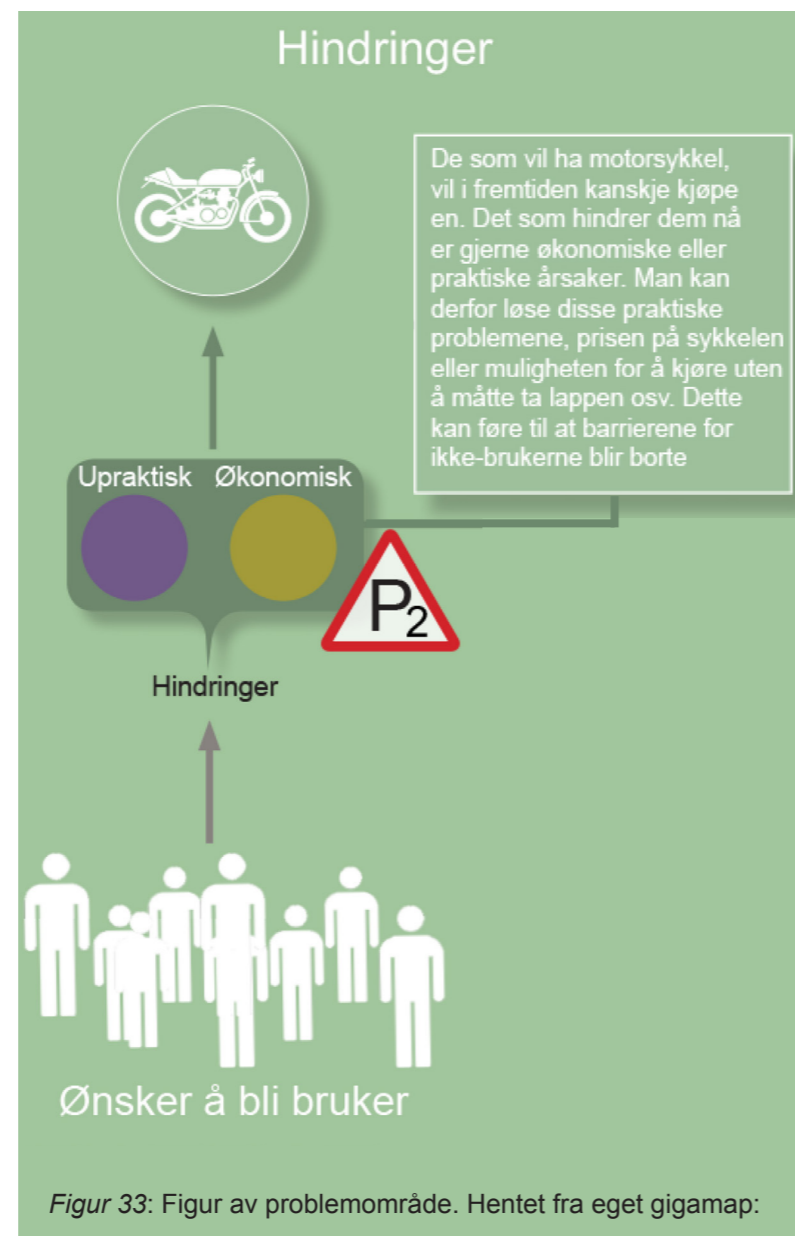 Hindringer
De som vil ha motorsykkel,
vil i fremtiden kanskje kjøpe
en. Det som hindrer dem nå
er gjerne økonomiske eller
praktiske årsaker. Man kan
derfor løse disse praktiske
problemene, prisen på sykkelen
eller muligheten for å kjøre uten
å måtte ta lappen osv. Dette
kan føre til at barrierene for
ikke-brukerne blir borte
Upraktisk Økonomisk
P2
Hindringer
Ønsker å bli bruker
Figur 33: Figur av problemområde. Hentet fra eget gigamap: